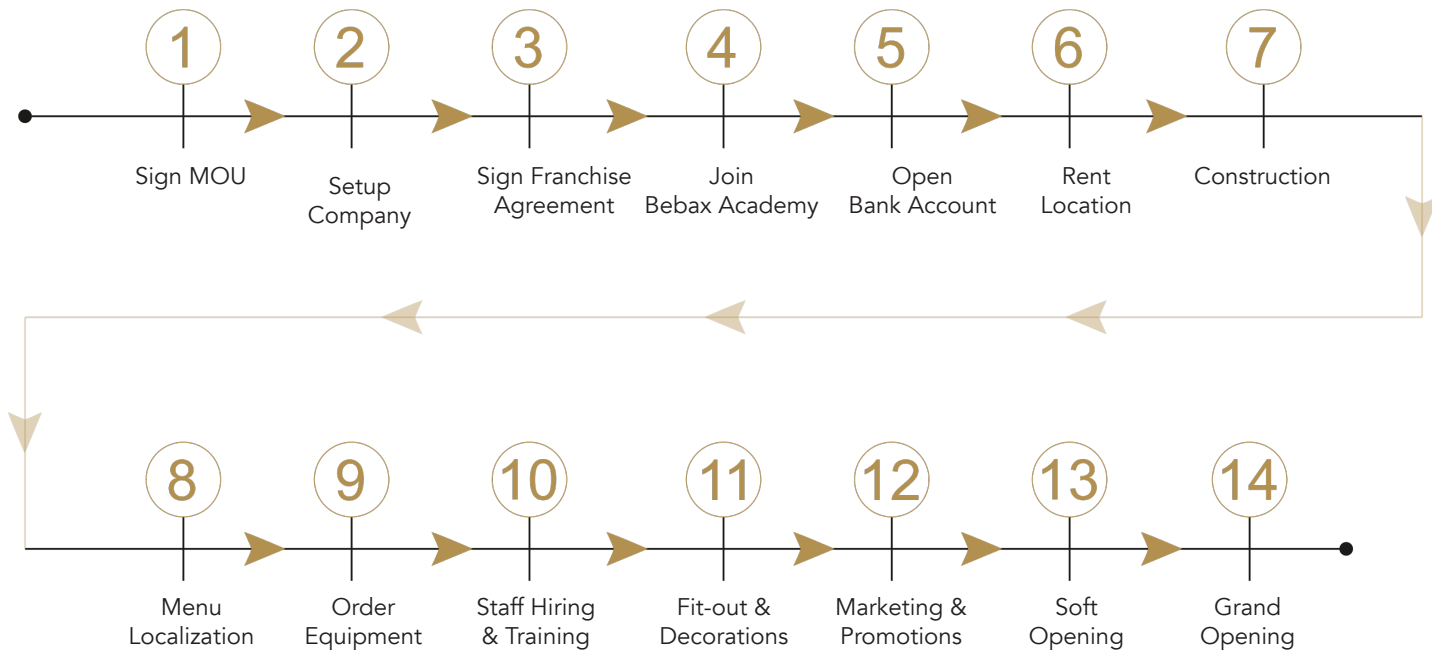 1
2
3
4
5
6
7
Sign MOU
Setup
Company
Sign Franchise
Agreement
Join
Bebax Academy
Open
Bank Account
Rent
Location
Construction
8
9
10
11
12
13
14
Menu
Localization
Order
Equipment
Staff Hiring
& Training
Fit-out &
Decorations
Marketing &
Promotions
Soft
Opening
Grand
Opening